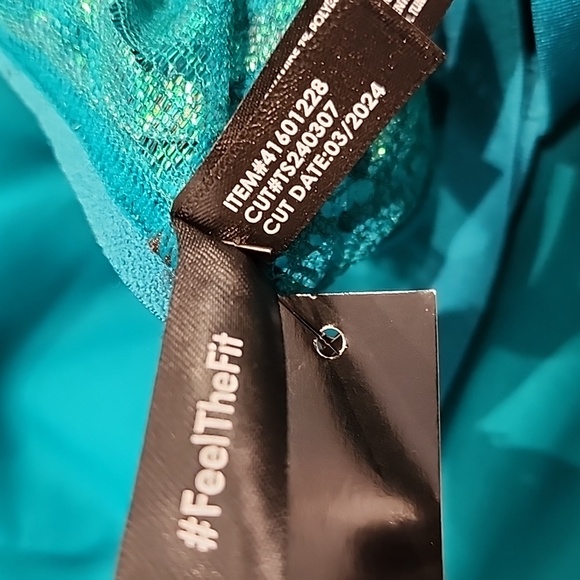 ITEM#41601228
CUT#TS240307
CUT DATE:03/2024
#FeelTheFit